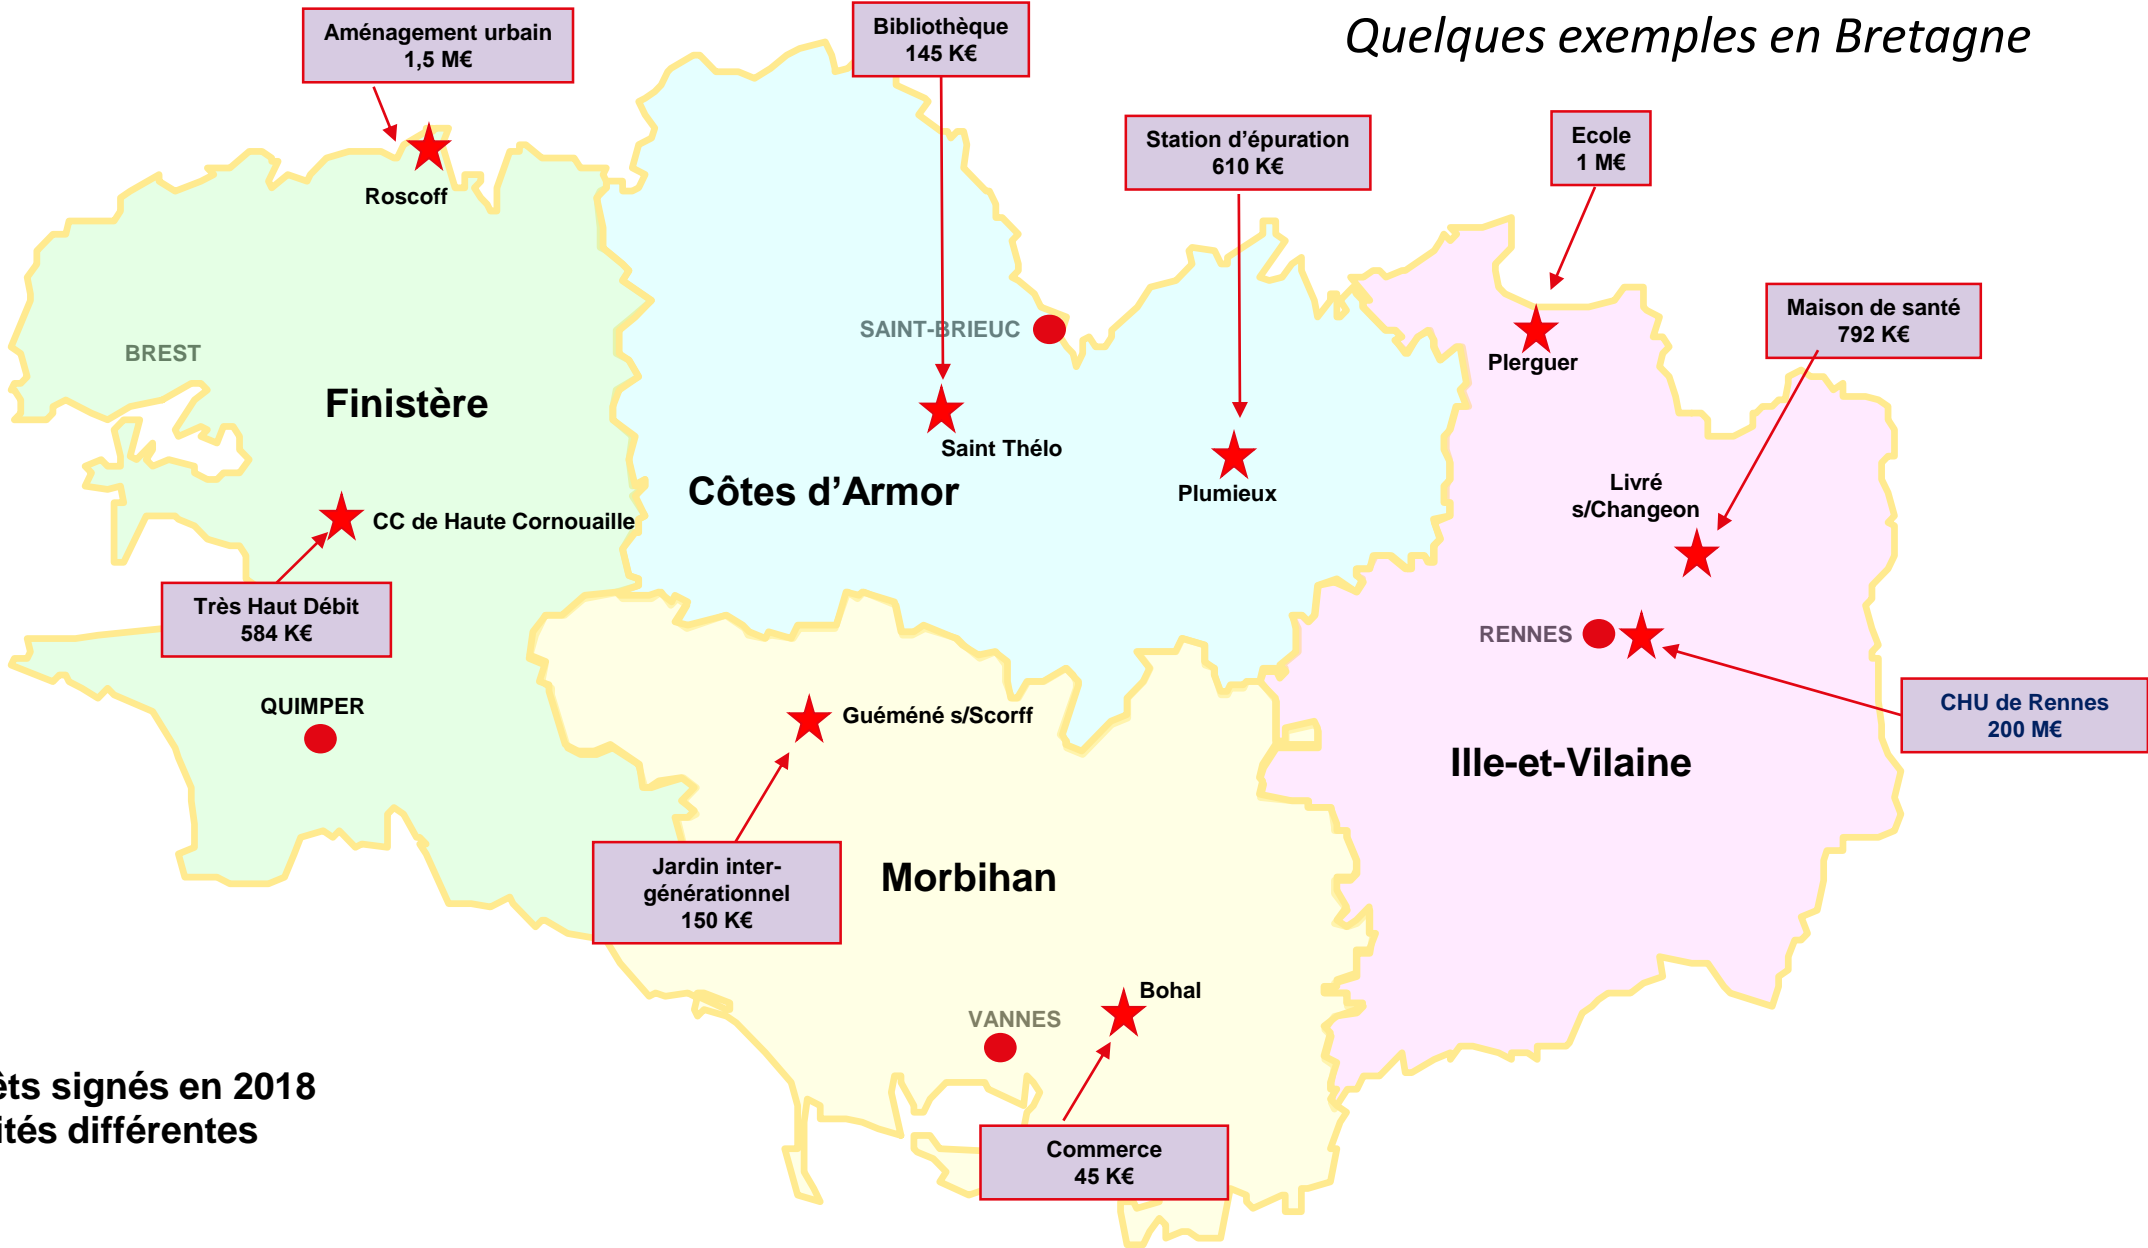 Quelques exemples en Bretagne
Aménagement urbain
1,5 M€
Bibliothèque
145 K€
Station d’épuration
610 K€
Ecole
1 M€
Roscoff
Maison de santé
792 K€
SAINT-BRIEUC
BREST
Plerguer
Finistère
Saint Thélo
Côtes d’Armor
Plumieux
Livré
s/Changeon
CC de Haute Cornouaille
Très Haut Débit
584 K€
RENNES
QUIMPER
Guéméné s/Scorff
CHU de Rennes
200 M€
Ille-et-Vilaine
Jardin inter-
générationnel
150 K€
Morbihan
Bohal
VANNES
êts signés en 2018
ités différentes
Commerce
45 K€